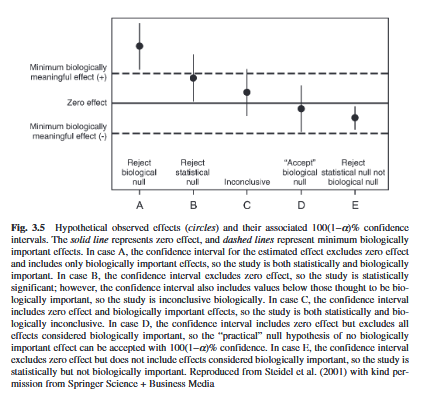 Minimum biologically
meaningful effect (+)
Zero effect
Minimum biologically
meaningful effect (-)
Reject biological null
Reject statistical null
Inconclusive
"Accept" biological null
Reject statistical null not biological null
A B C D E
Fig. 3.5 Hypothetical observed effects (circles) and their associated 100(1−α)% confidence
intervals. The solid line represents zero effect, and dashed lines represent minimum biologically
important effects. In case A, the confidence interval for the estimated effect excludes zero effect
and includes only biologically important effects, so the study is both statistically and biologically
important. In case B, the confidence interval excludes zero effect, so the study is statistically
significant; however, the confidence interval also includes values below those thought to be bio-
logically important, so the study is inconclusive biologically. In case C, the confidence interval
includes zero effect and biologically important effects, so the study is both statistically and bio-
logically inconclusive. In case D, the confidence interval includes zero effect but excludes all
effects considered biologically important, so the "practical" null hypothesis of no biologically
important effect can be accepted with 100(1−α)% confidence. In case E, the confidence interval
excludes zero effect but does not include effects considered biologically important, so the study is
statistically but not biologically important. Reproduced from Steidel et al. (2001) with kind per-
mission from Springer Science + Business Media